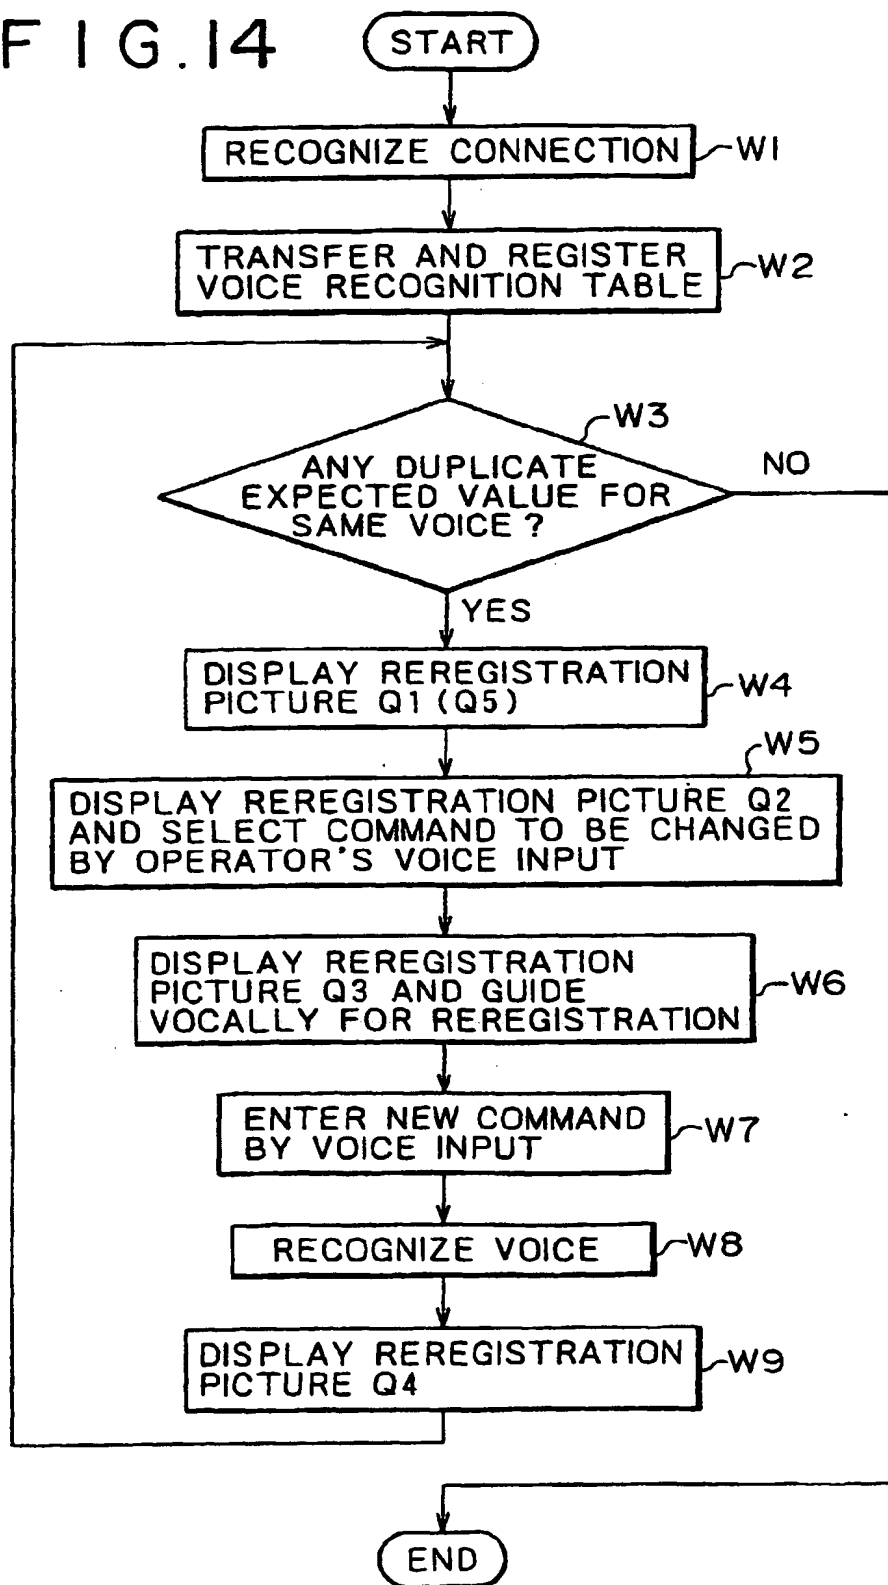 FIG.14
START
RECOGNIZE CONNECTION
W1
TRANSFER AND REGISTER
VOICE RECOGNITION TABLE
W2
W3
ANY DUPLICATE
EXPECTED VALUE FOR
SAME VOICE?
NO
YES
DISPLAY REREGISTRATION
PICTURE Q1 (Q5)
W4
W5
DISPLAY REREGISTRATION PICTURE Q2
AND SELECT COMMAND TO BE CHANGED
BY OPERATOR'S VOICE INPUT
DISPLAY REREGISTRATION
PICTURE Q3 AND GUIDE
VOCALLY FOR REREGISTRATION
W6
ENTER NEW COMMAND
BY VOICE INPUT
W7
RECOGNIZE VOICE
W8
DISPLAY REREGISTRATION
PICTURE Q4
W9
END